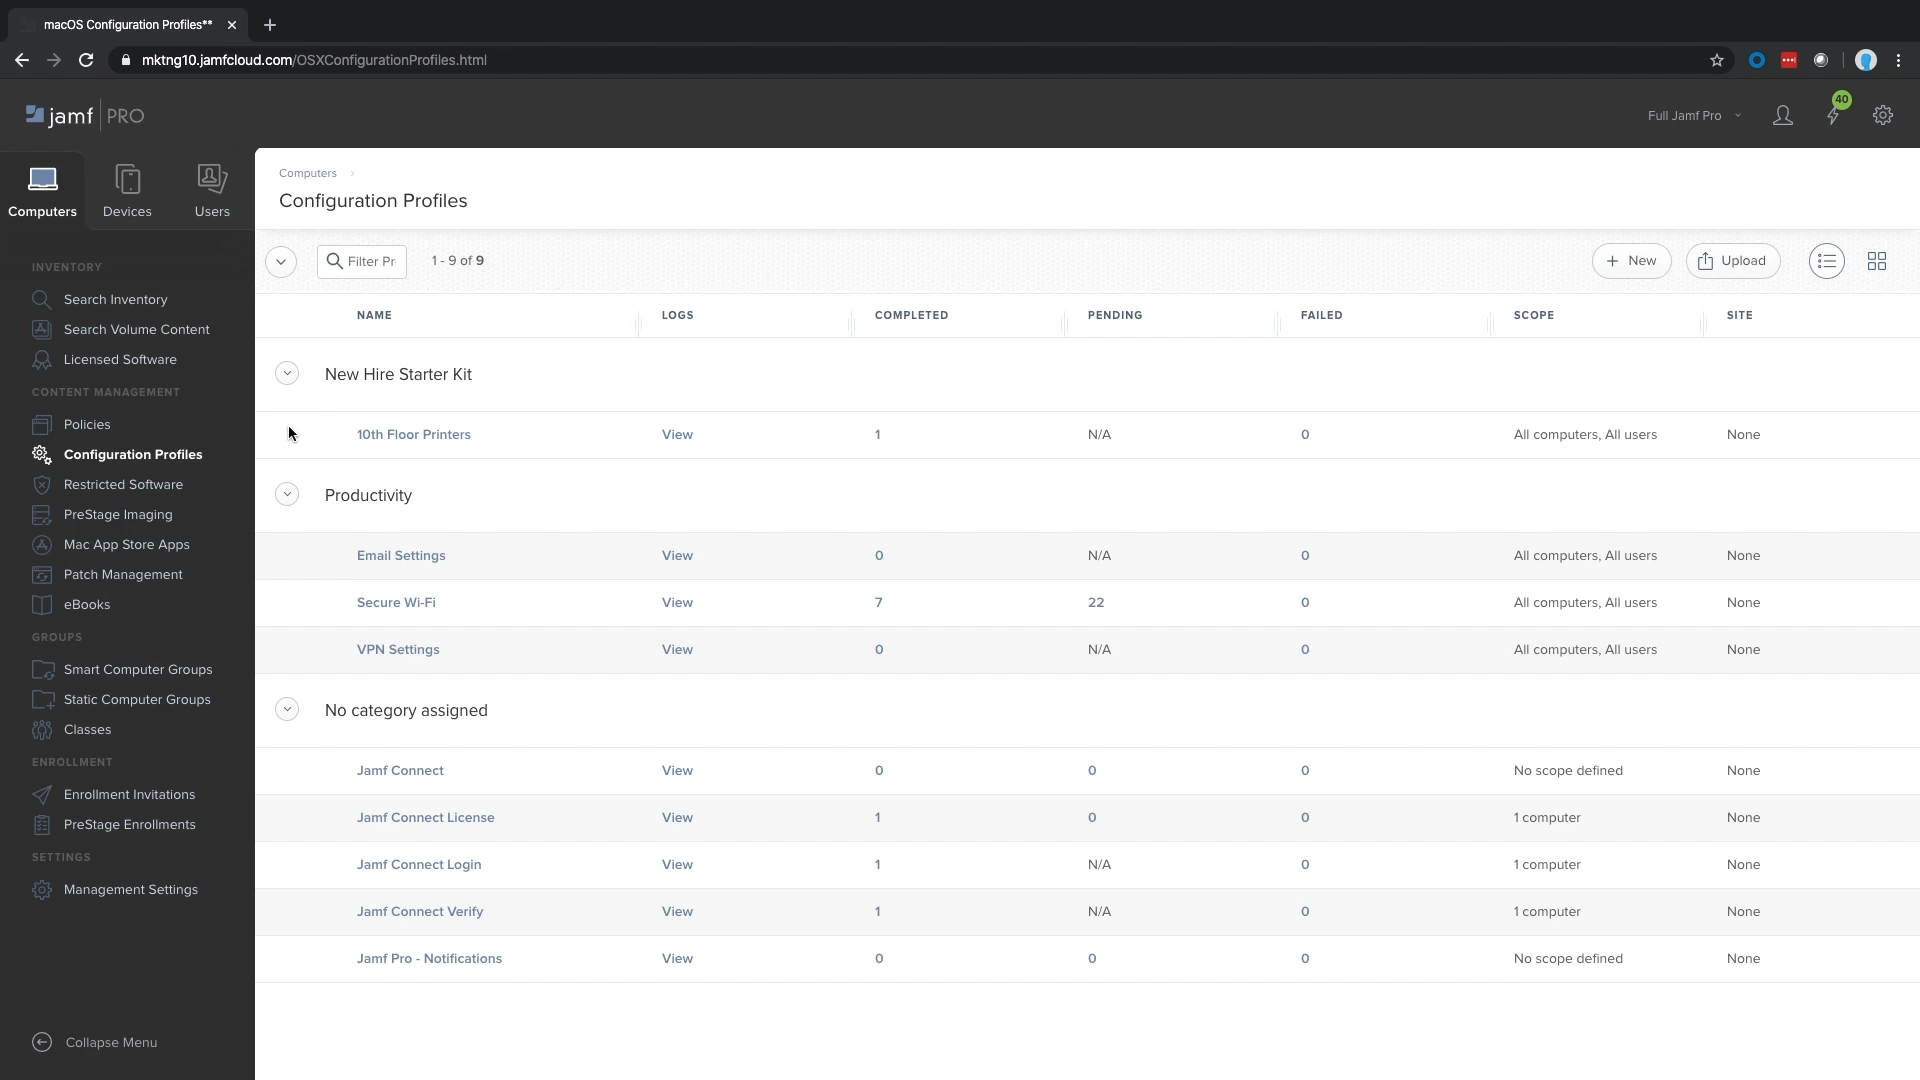 macOS Configuration Profiles**
mktng10.jamfcloud.com/OSXConfigurationProfiles.html
jamf PRO
Full Jamf Pro
40
Computers Devices Users
INVENTORY
Search Inventory
Search Volume Content
Licensed Software
CONTENT MANAGEMENT
Policies
Configuration Profiles
Restricted Software
PreStage Imaging
Mac App Store Apps
Patch Management
eBooks
GROUPS
Smart Computer Groups
Static Computer Groups
Classes
ENROLLMENT
Enrollment Invitations
PreStage Enrollments
SETTINGS
Management Settings
Collapse Menu
Computers
Configuration Profiles
Filter Pr 1 - 9 of 9 New Upload
NAME LOGS COMPLETED PENDING FAILED SCOPE SITE
New Hire Starter Kit
10th Floor Printers View 1 N/A 0 All computers, All users None
Productivity
Email Settings View 0 N/A 0 All computers, All users None
Secure Wi-Fi View 7 22 0 All computers, All users None
VPN Settings View 0 N/A 0 All computers, All users None
No category assigned
Jamf Connect View 0 0 0 No scope defined None
Jamf Connect License View 1 0 0 1 computer None
Jamf Connect Login View 1 N/A 0 1 computer None
Jamf Connect Verify View 1 N/A 0 1 computer None
Jamf Pro - Notifications View 0 0 0 No scope defined None